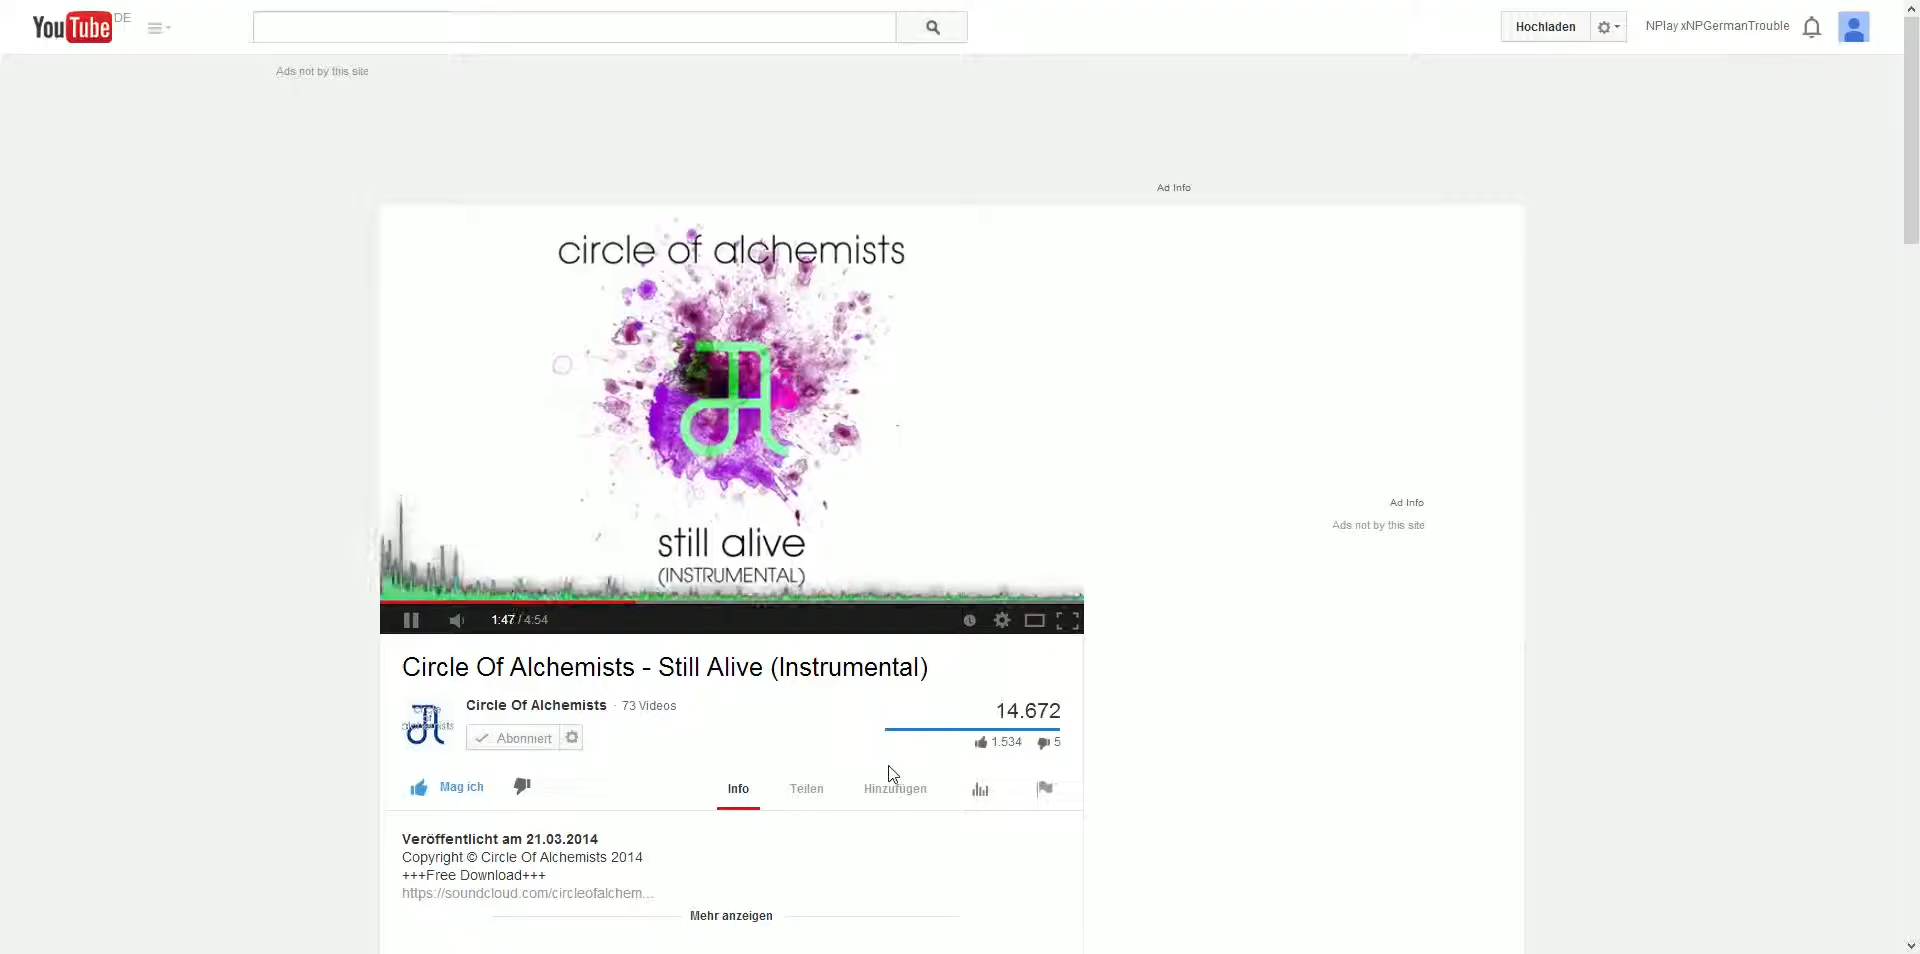 YouTube DE
Hochladen
NPlay xNPGermanTrouble
Ads not by this site
Ad Info
circle of alchemists
still alive
(INSTRUMENTAL)
Ad Info
Ads not by this site
1:47 / 4:54
Circle Of Alchemists - Still Alive (Instrumental)
Circle Of Alchemists · 73 Videos
14.672
Abonniert
1.534 5
Mag ich
Info Teilen Hinzufügen
Veröffentlicht am 21.03.2014
Copyright © Circle Of Alchemists 2014
+++Free Download+++
https://soundcloud.com/circleofalchem...
Mehr anzeigen